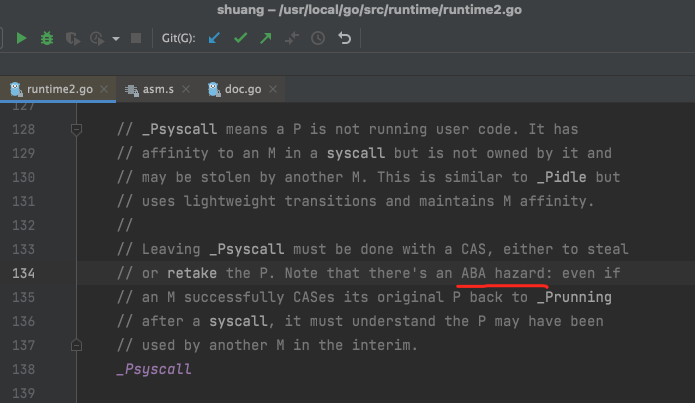 shuang – /usr/local/go/src/runtime/runtime2.go
Git(G):
runtime2.go asm.s doc.go
127
128 // _Psyscall means a P is not running user code. It has
129 // affinity to an M in a syscall but is not owned by it and
130 // may be stolen by another M. This is similar to _Pidle but
131 // uses lightweight transitions and maintains M affinity.
132 //
133 // Leaving _Psyscall must be done with a CAS, either to steal
134 // or retake the P. Note that there's an ABA hazard: even if
135 // an M successfully CASes its original P back to _Prunning
136 // after a syscall, it must understand the P may have been
137 // used by another M in the interim.
138 _Psyscall
139